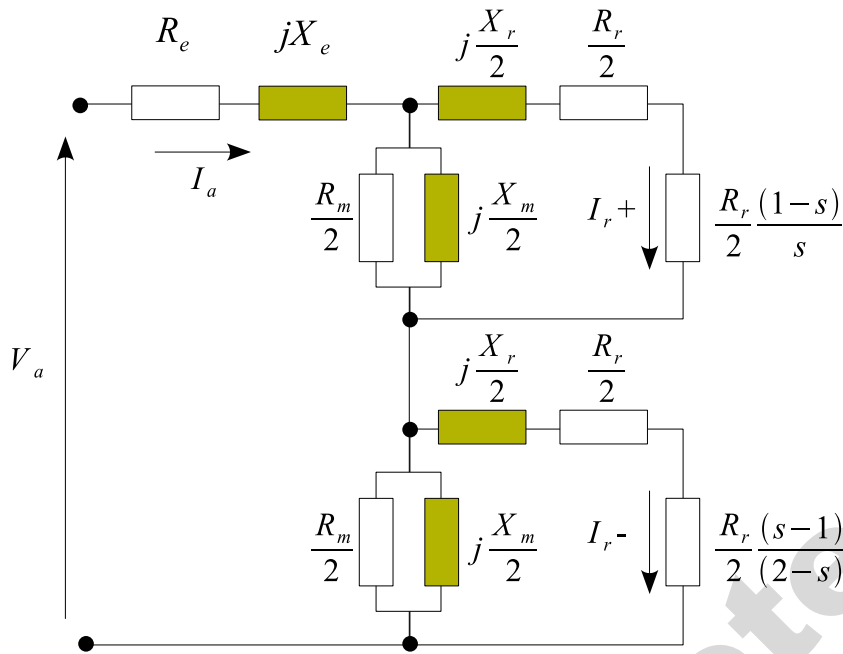 R_e
jX_e
j X_r/2
R_r/2
I_a
R_m/2
j X_m/2
I_r+
R_r/2 (1-s)/s
V_a
j X_r/2
R_r/2
R_m/2
j X_m/2
I_r-
R_r/2 (s-1)/(2-s)